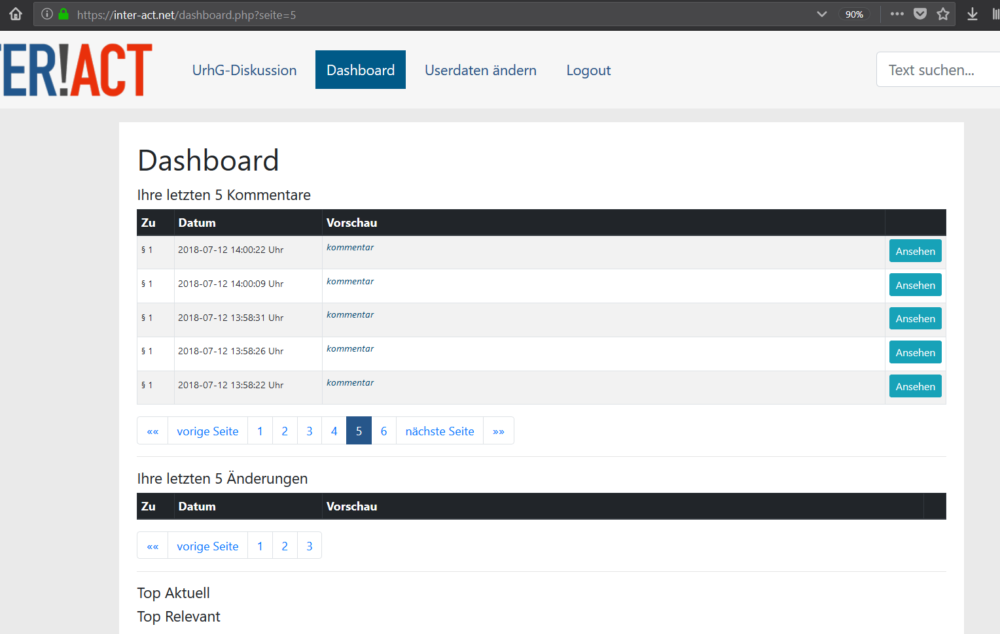 https://inter-act.net/dashboard.php?seite=5 90%
ER!ACT
UrhG-Diskussion Dashboard Userdaten ändern Logout Text suchen...
Dashboard
Ihre letzten 5 Kommentare
Zu Datum Vorschau
§ 1 2018-07-12 14:00:22 Uhr kommentar Ansehen
§ 1 2018-07-12 14:00:09 Uhr kommentar Ansehen
§ 1 2018-07-12 13:58:31 Uhr kommentar Ansehen
§ 1 2018-07-12 13:58:26 Uhr kommentar Ansehen
§ 1 2018-07-12 13:58:22 Uhr kommentar Ansehen
«« vorige Seite 1 2 3 4 5 6 nächste Seite »»
Ihre letzten 5 Änderungen
Zu Datum Vorschau
«« vorige Seite 1 2 3
Top Aktuell
Top Relevant